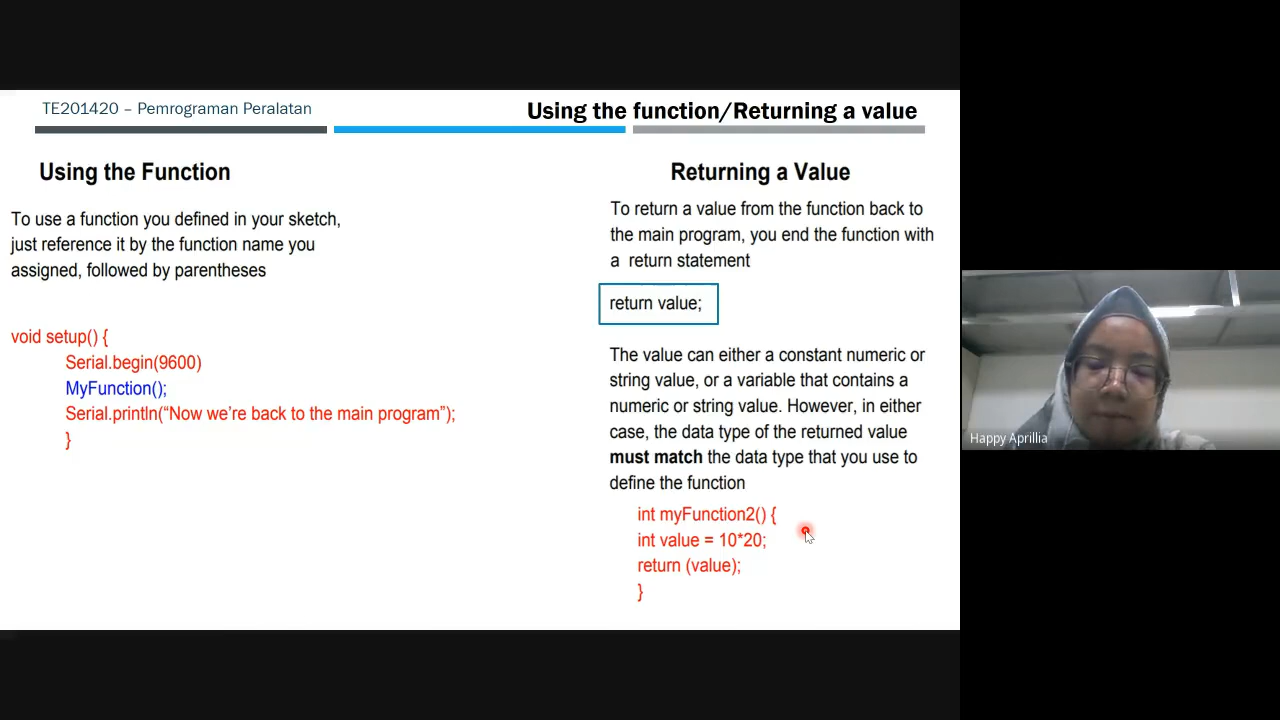 TE201420 – Pemrograman Peralatan
Using the function/Returning a value
Using the Function
To use a function you defined in your sketch,
just reference it by the function name you
assigned, followed by parentheses
void setup() {
Serial.begin(9600)
MyFunction();
Serial.println(“Now we’re back to the main program”);
}
Returning a Value
To return a value from the function back to
the main program, you end the function with
a return statement
return value;
The value can either a constant numeric or
string value, or a variable that contains a
numeric or string value. However, in either
case, the data type of the returned value
must match the data type that you use to
define the function
int myFunction2() {
int value = 10*20;
return (value);
}
Happy Aprillia